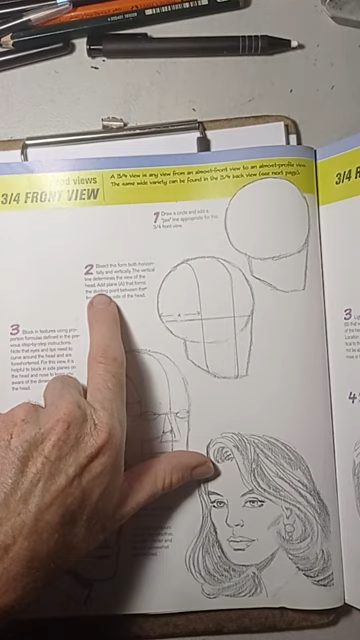 ad views
3/4 FRONT VIEW
A 3/4 view is any view from an almost-front view to an almost-profile view.
The same wide variety can be found in the 3/4 back view (see next page).
3/4 R
1 Draw a circle and add a
"jaw" line appropriate for this
3/4 front view.
2 Bisect this form both horizon-
tally and vertically. The vertical
line determines the view of the
head. Add plane (A) that forms
the dividing point between the
side of the head.
A
3 Block in features using pro-
portion formulas defined in the pre-
vious step-by-step instructions.
Note that eyes and lips need to
curve around the head and are
foreshortened. For this view, it is
helpful to block in side planes on
the head and nose to
aware of the
the head.
3
4